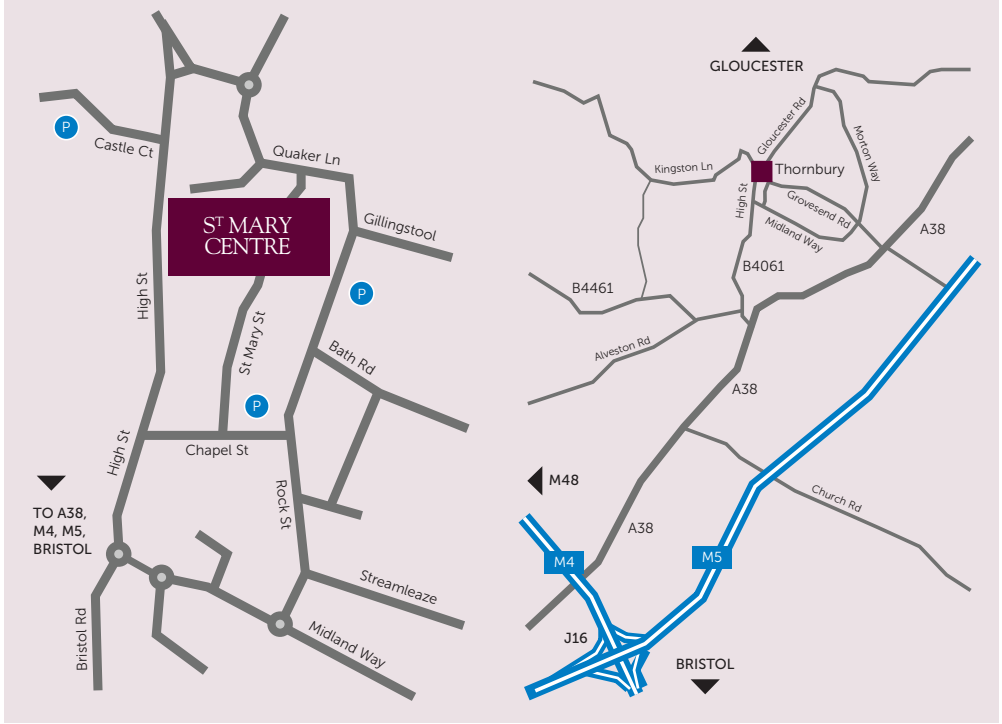 P
Castle Ct
Quaker Ln
ST MARY
CENTRE
Gillingstool
High St
P
St Mary St
Bath Rd
P
High St
Chapel St
Rock St
TO A38,
M4, M5,
BRISTOL
Streamleaze
Bristol Rd
Midland Way
GLOUCESTER
Gloucester Rd
Morton Way
Kingston Ln
Thornbury
High St
Grovesend Rd
Midland Way
A38
B4061
B4461
Alveston Rd
A38
M48
Church Rd
A38
M4
M5
J16
BRISTOL